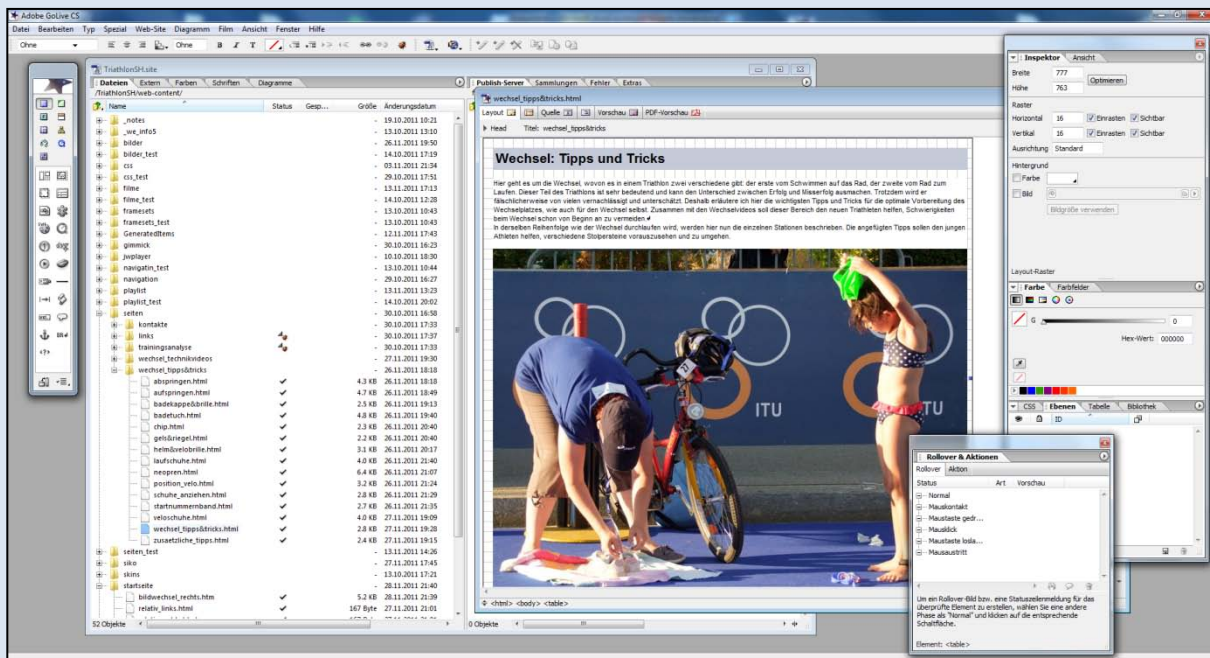 Adobe GoLive CS
Datei Bearbeiten Typ Spezial Web-Site Diagramm Film Ansicht Fenster Hilfe
Ohne Ohne B I T
TriathlonSH.site
Dateien Extern Farben Schriften Diagramme
Publish-Server Sammlungen Fehler Extras
/TriathlonSH/web-content/
Name Status Gesp... Größe Änderungsdatum
_notes - 19.10.2011 10:21
_we_info5 - 13.10.2011 13:10
bilder - 26.11.2011 19:50
bilder_test - 14.10.2011 17:19
css - 03.11.2011 21:34
css_test - 29.10.2011 17:51
filme - 13.11.2011 17:13
filme_test - 14.10.2011 12:28
framesets - 13.10.2011 10:43
framesets_test - 13.10.2011 10:43
GeneratedItems - 12.11.2011 17:43
gimmick - 30.10.2011 16:23
jwplayer - 10.10.2011 18:30
navigatin_test - 13.10.2011 10:44
navigation - 29.10.2011 16:27
playlist - 13.11.2011 13:23
playlist_test - 14.10.2011 20:02
seiten - 30.10.2011 16:58
kontakte - 30.10.2011 17:33
links - 30.10.2011 17:37
trainingsanalyse - 30.10.2011 17:33
wechsel_technikvideos - 27.11.2011 19:30
wechsel_tipps&tricks - 26.11.2011 18:18
abspringen.html 4.3 KB 26.11.2011 18:18
aufspringen.html 4.7 KB 26.11.2011 18:49
badekappe&brille.html 2.5 KB 26.11.2011 19:13
badetuch.html 4.8 KB 26.11.2011 19:40
chip.html 2.3 KB 26.11.2011 20:40
gels&riegel.html 2.2 KB 26.11.2011 20:40
helm&velobrille.html 3.1 KB 26.11.2011 20:17
laufschuhe.html 4.0 KB 26.11.2011 21:40
neopren.html 6.4 KB 26.11.2011 21:07
position_velo.html 3.2 KB 26.11.2011 21:24
schuhe_anziehen.html 2.8 KB 26.11.2011 21:29
startnummernband.html 2.7 KB 26.11.2011 21:35
veloschuhe.html 4.0 KB 27.11.2011 19:09
wechsel_tipps&tricks.html 2.8 KB 27.11.2011 19:28
zusaetzliche_tipps.html 2.4 KB 27.11.2011 19:15
seiten_test - 13.11.2011 14:26
siko - 27.11.2011 17:45
skins - 13.10.2011 17:21
startseite - 28.11.2011 21:40
bildwechsel_rechts.htm 5.2 KB 28.11.2011 21:39
relativ_links.html 167 Byte 27.11.2011 21:01
52 Objekte
0 Objekte
wechsel_tipps&tricks.html
Layout Quelle Vorschau PDF-Vorschau
Head Titel: wechsel_tipps&tricks
Wechsel: Tipps und Tricks
Hier geht es um die Wechsel, wovon es in einem Triathlon zwei verschiedene gibt: der erste vom Schwimmen auf das Rad, der zweite vom Rad zum
Laufen. Dieser Teil des Triathlons ist sehr bedeutend und kann den Unterschied zwischen Erfolg und Misserfolg ausmachen. Trotzdem wird er
fälschlicherweise von vielen vernachlässigt und unterschätzt. Deshalb erläutere ich hier die wichtigsten Tipps und Tricks für die optimale Vorbereitung des
Wechselplatzes, wie auch für den Wechsel selbst. Zusammen mit den Wechselvideos soll dieser Bereich den neuen Triathleten helfen, Schwierigkeiten
beim Wechsel schon von Beginn an zu vermeiden.
In derselben Reihenfolge wie der Wechsel durchlaufen wird, werden hier nun die einzelnen Stationen beschrieben. Die angefügten Tipps sollen den jungen
Athleten helfen, verschiedene Stolpersteine vorauszusehen und zu umgehen.
27
ITU
ITU
<html> <body> <table>
Inspektor Ansicht
Breite 777
Optimieren
Höhe 763
Raster
Horizontal 16 Einrasten Sichtbar
Vertikal 16 Einrasten Sichtbar
Ausrichtung Standard
Hintergrund
Farbe
Bild
Bildgröße verwenden
Layout-Raster
Farbe Farbfelder
G 0
Hex-Wert: 000000
CSS Ebenen Tabelle Bibliothek
ID
Rollover & Aktionen
Rollover Aktion
Status Art Vorschau
Normal
Mauskontakt
Maustaste gedr...
Mausklick
Maustaste losla...
Mausaustritt
Um ein Rollover-Bild bzw. eine Statuszeilenmeldung für das
überprüfte Element zu erstellen, wählen Sie eine andere
Phase als "Normal" und klicken auf die entsprechende
Schaltfläche.
Element: <table>